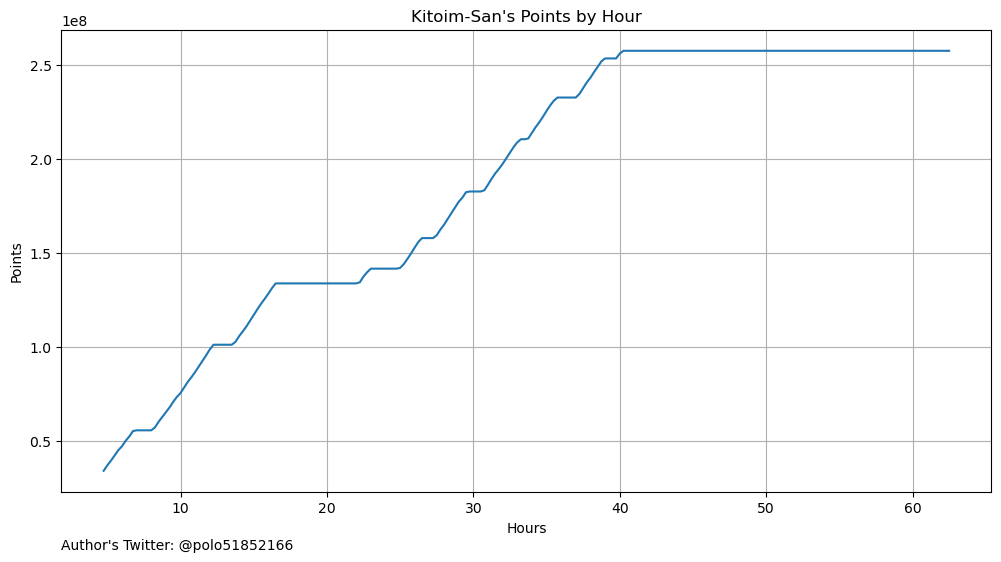 Kitoim-San's Points by Hour
1e8
2.5
2.0
1.5
1.0
0.5
Points
10 20 30 40 50 60
Hours
Author's Twitter: @polo51852166